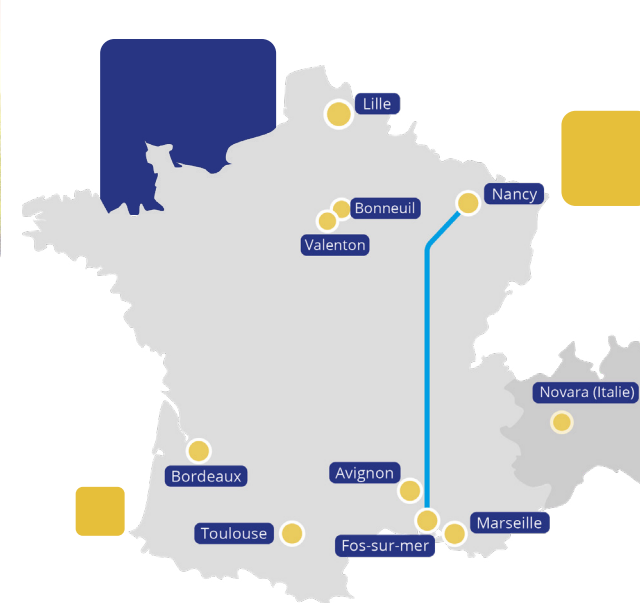 Lille
Nancy
Bonneuil
Valenton
Novara (Italie)
Avignon
Bordeaux
Marseille
Toulouse
Fos-sur-mer